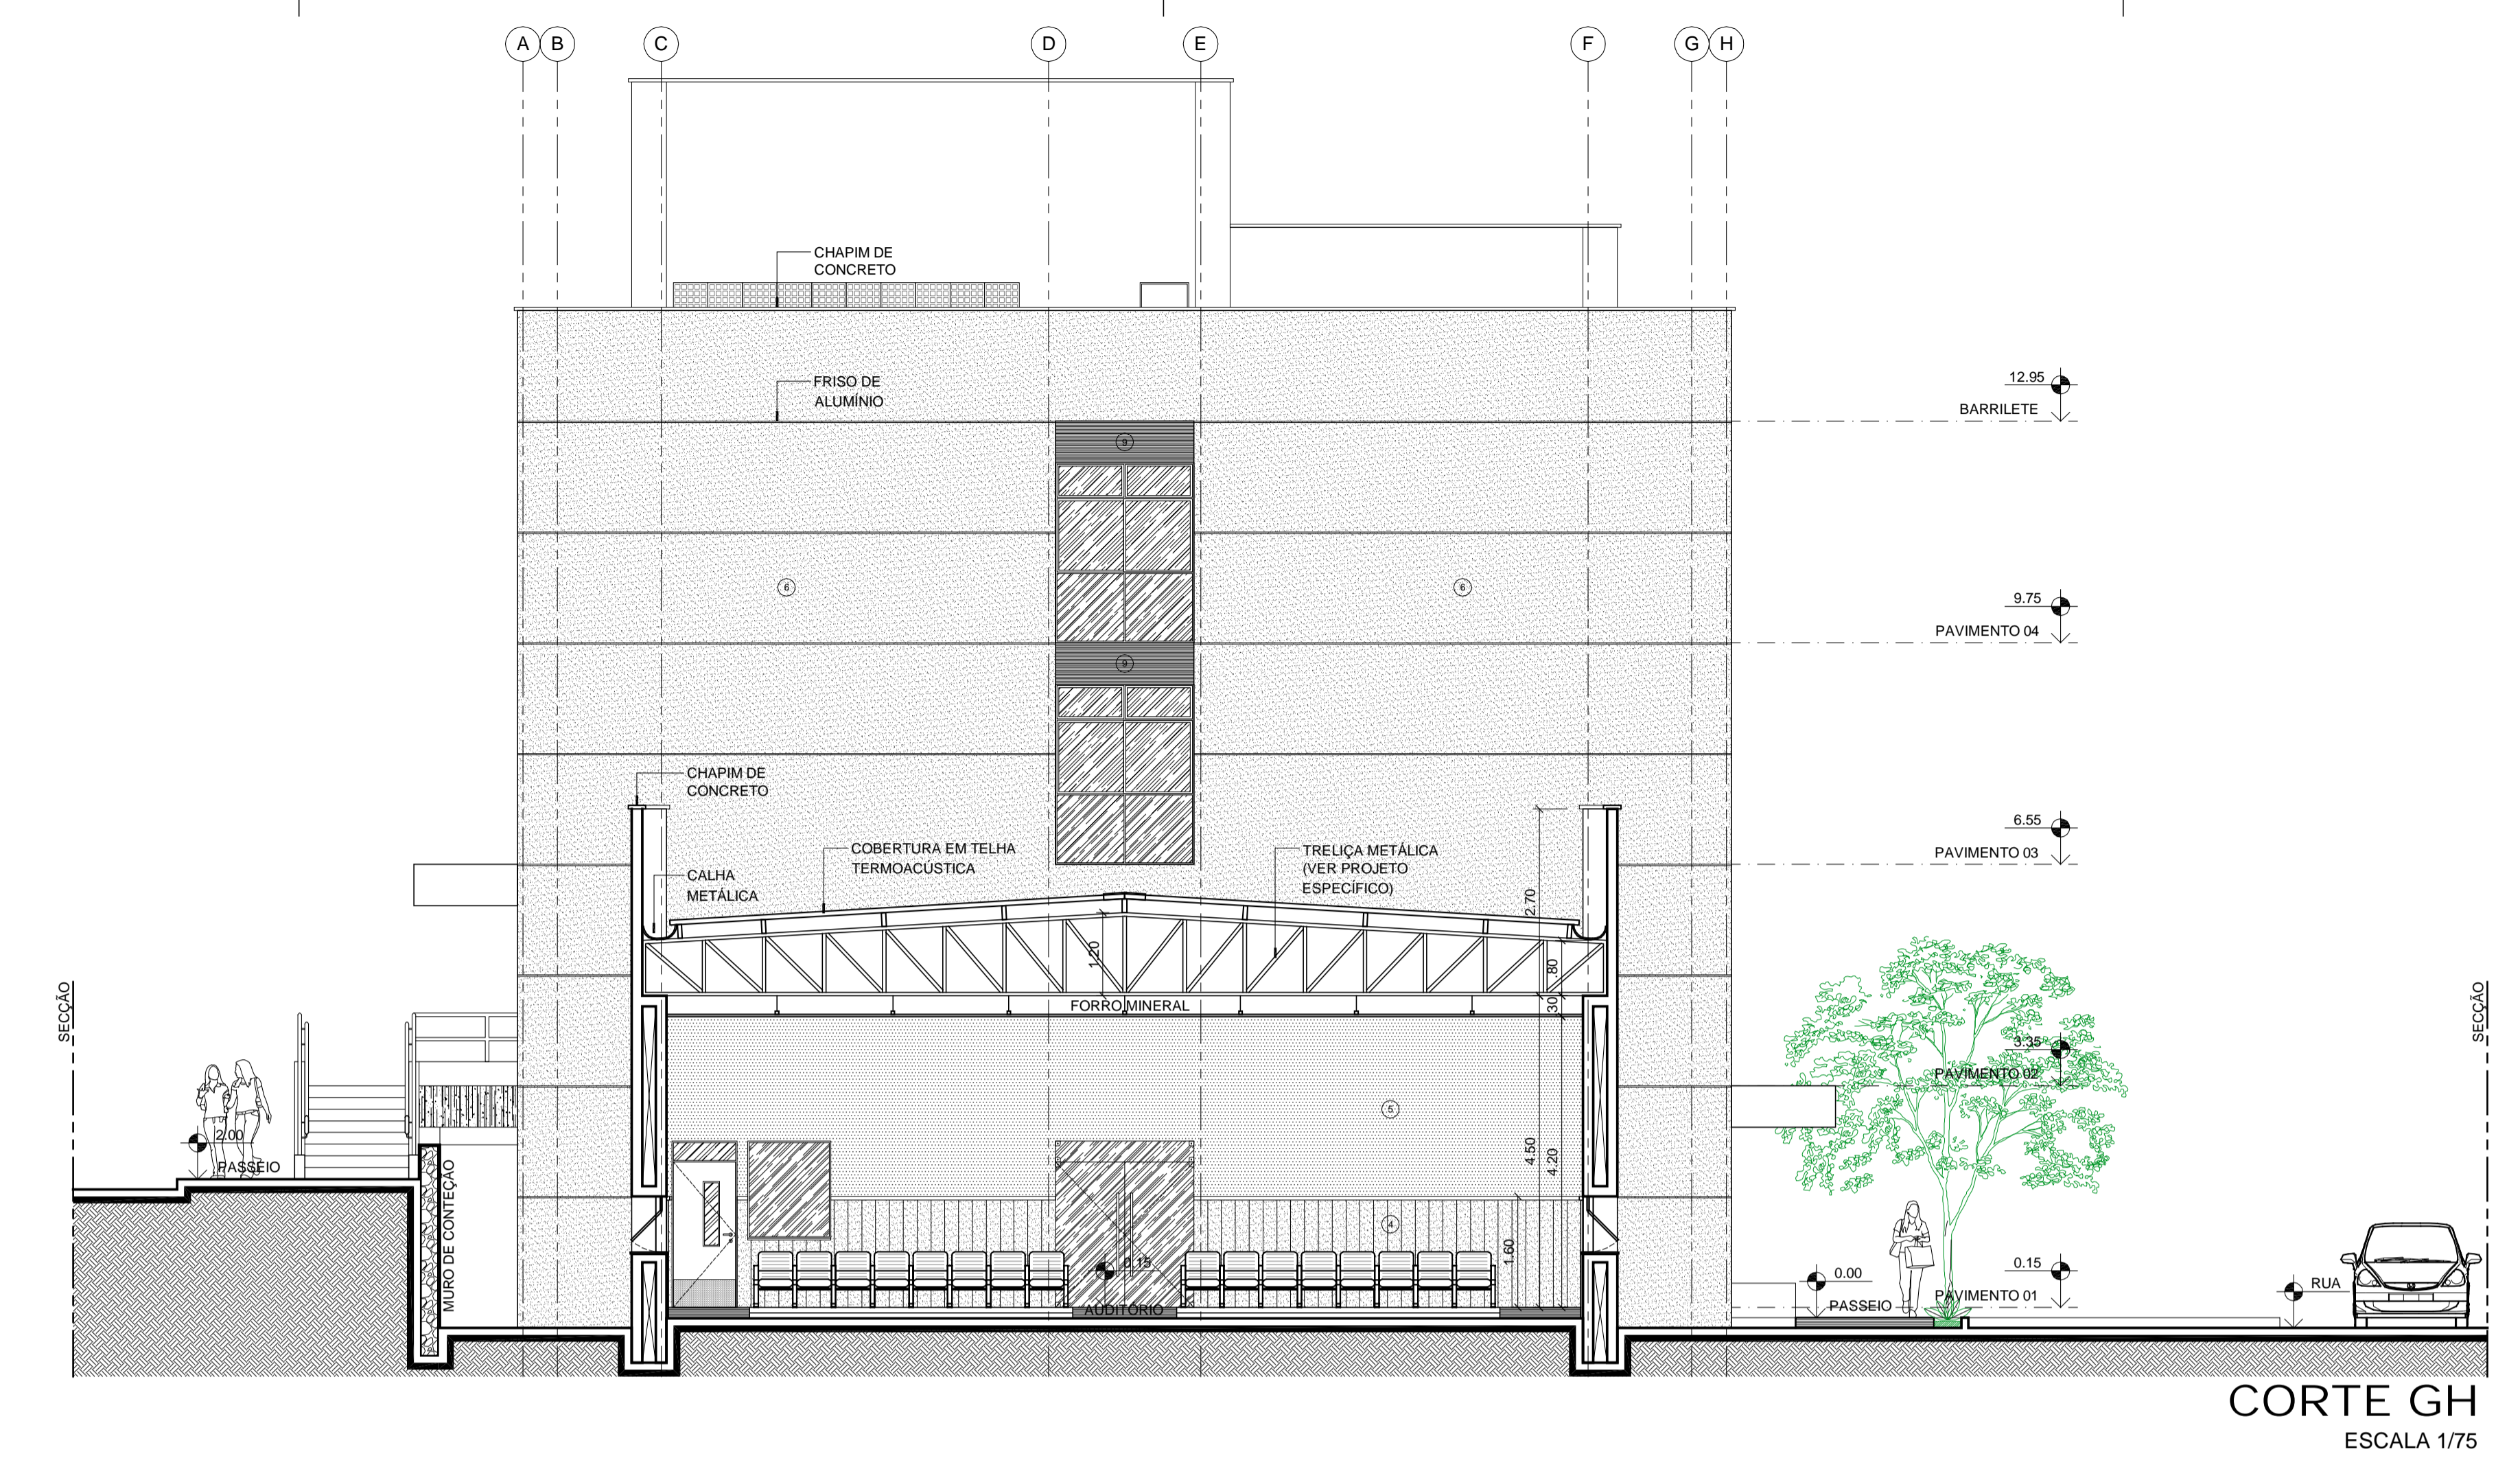 A B C D E F G H
CHAPIM DE
CONCRETO
FRISO DE
ALUMÍNIO
12.95
BARRILETE
9
6
6
9.75
PAVIMENTO 04
9
CHAPIM DE
CONCRETO
6.55
PAVIMENTO 03
COBERTURA EM TELHA
TERMOACÚSTICA
TRELIÇA METÁLICA
(VER PROJETO
ESPECÍFICO)
CALHA
METÁLICA
2.70
1.20
.80
.30
FORRO MINERAL
SECÇÃO
SECÇÃO
3.35
PAVIMENTO 02
5
2.00
PASSEIO
MURO DE CONTEÇÃO
4.50
4.20
4
1.60
0.15
AUDITÓRIO
0.00
PASSEIO
0.15
PAVIMENTO 01
RUA
CORTE GH
ESCALA 1/75